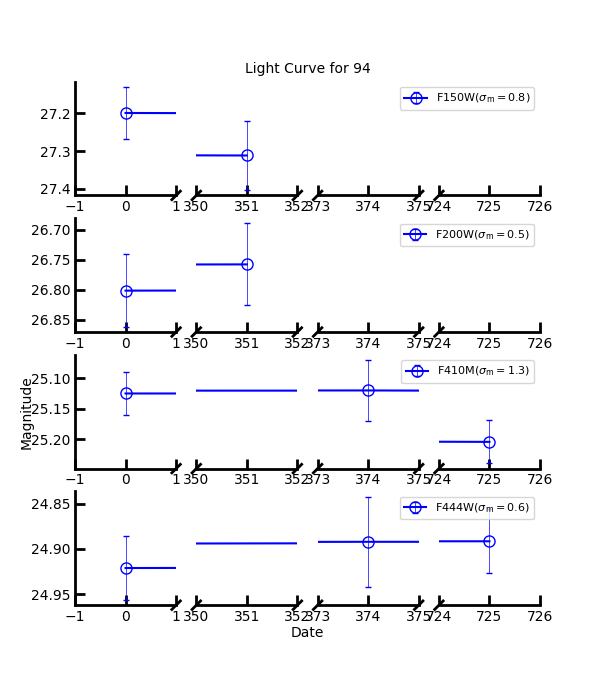 Light Curve for 94
F150W(σm = 0.8)
27.2
27.3
27.4
−1 0 1 350 351 352 373 374 375 724 725 726
F200W(σm = 0.5)
26.70
26.75
26.80
26.85
−1 0 1 350 351 352 373 374 375 724 725 726
F410M(σm = 1.3)
25.10
25.15
25.20
Magnitude
−1 0 1 350 351 352 373 374 375 724 725 726
F444W(σm = 0.6)
24.85
24.90
24.95
−1 0 1 350 351 352 373 374 375 724 725 726
Date